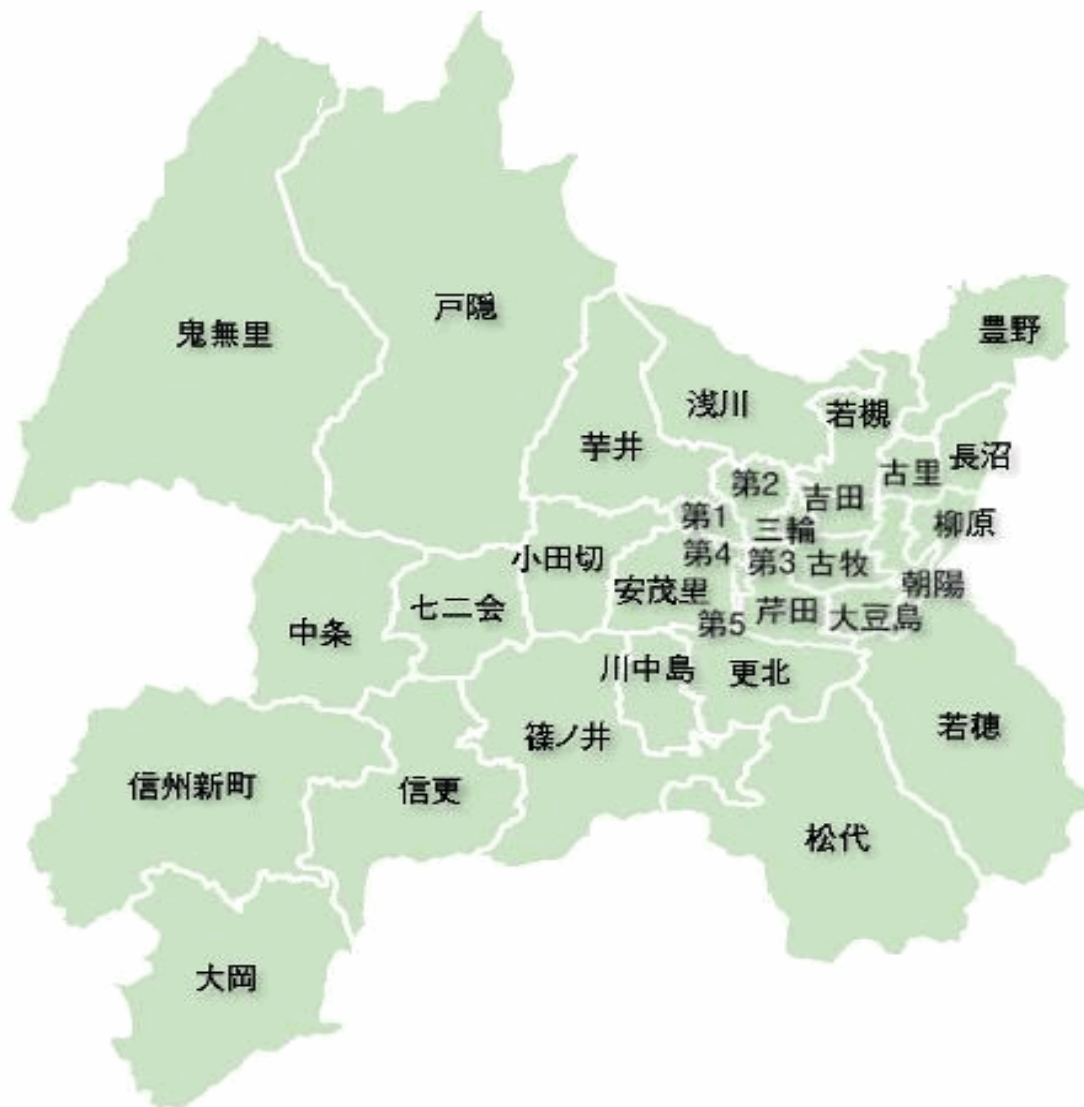 戸隠
鬼無里
豊野
浅川
若槻
芋井
長沼
古里
第2
吉田
第1
柳原
三輪
小田切
第4
第3
古牧
朝陽
安茂里
七二会
芹田
大豆島
第5
中条
川中島
更北
若穂
篠ノ井
信州新町
信更
松代
大岡